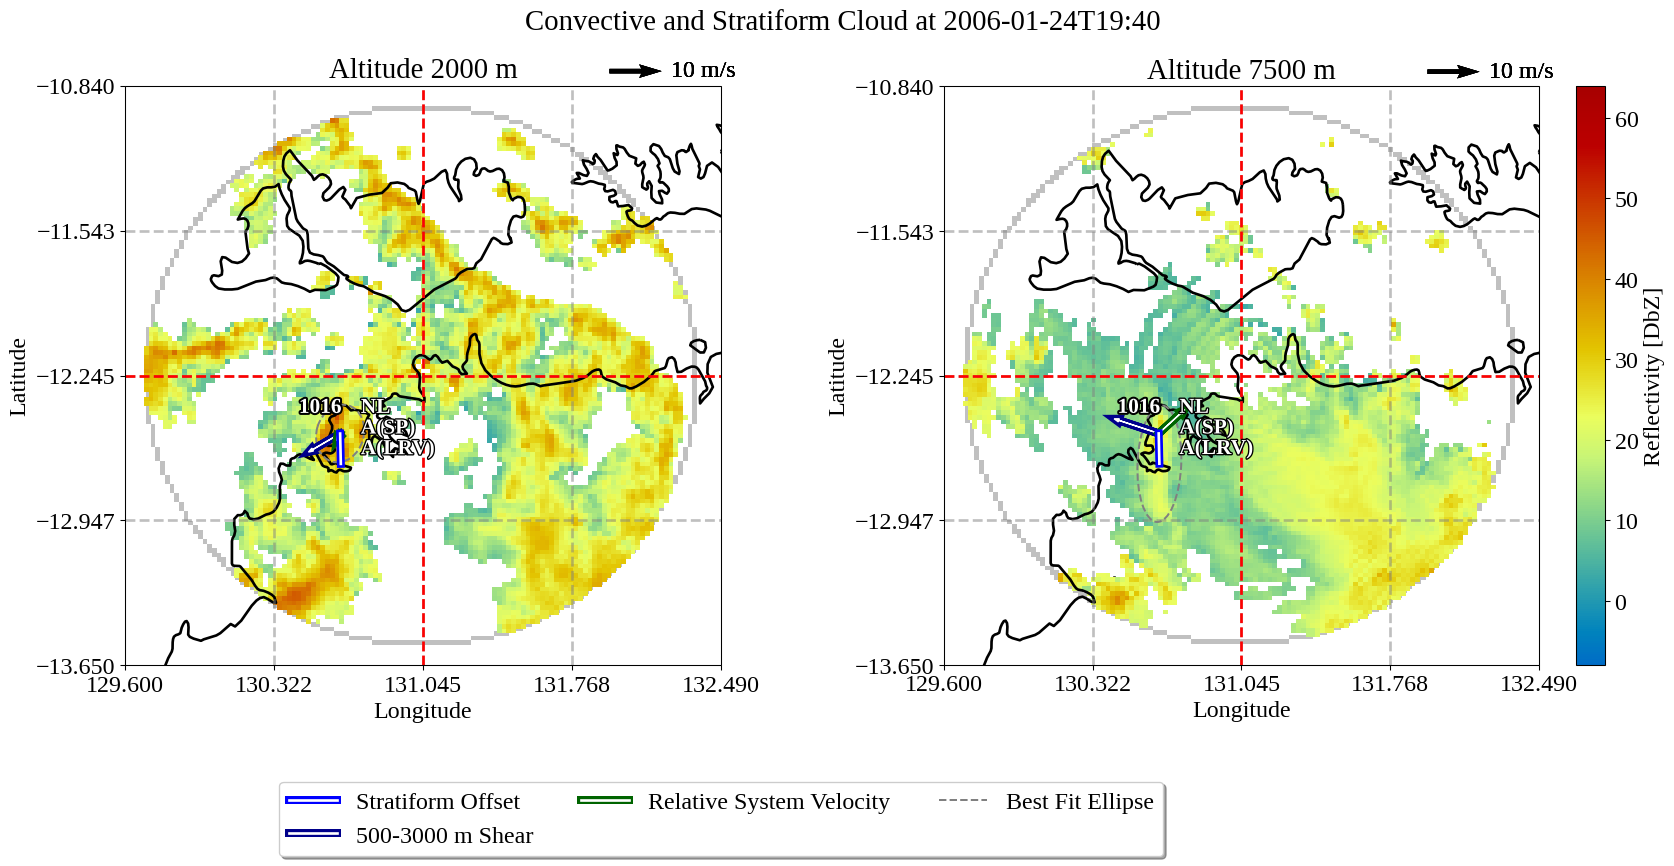 Convective and Stratiform Cloud at 2006-01-24T19:40
Altitude 2000 m
10 m/s
−10.840
−11.543
−12.245
−12.947
−13.650
129.600
130.322
131.045
131.768
132.490
Latitude
Longitude
1016
NL
A(SP)
A(LRV)
Altitude 7500 m
10 m/s
−10.840
−11.543
−12.245
−12.947
−13.650
129.600
130.322
131.045
131.768
132.490
Latitude
Longitude
1016
NL
A(SP)
A(LRV)
60
50
40
30
20
10
0
Reflectivity [DbZ]
Stratiform Offset
500-3000 m Shear
Relative System Velocity
Best Fit Ellipse